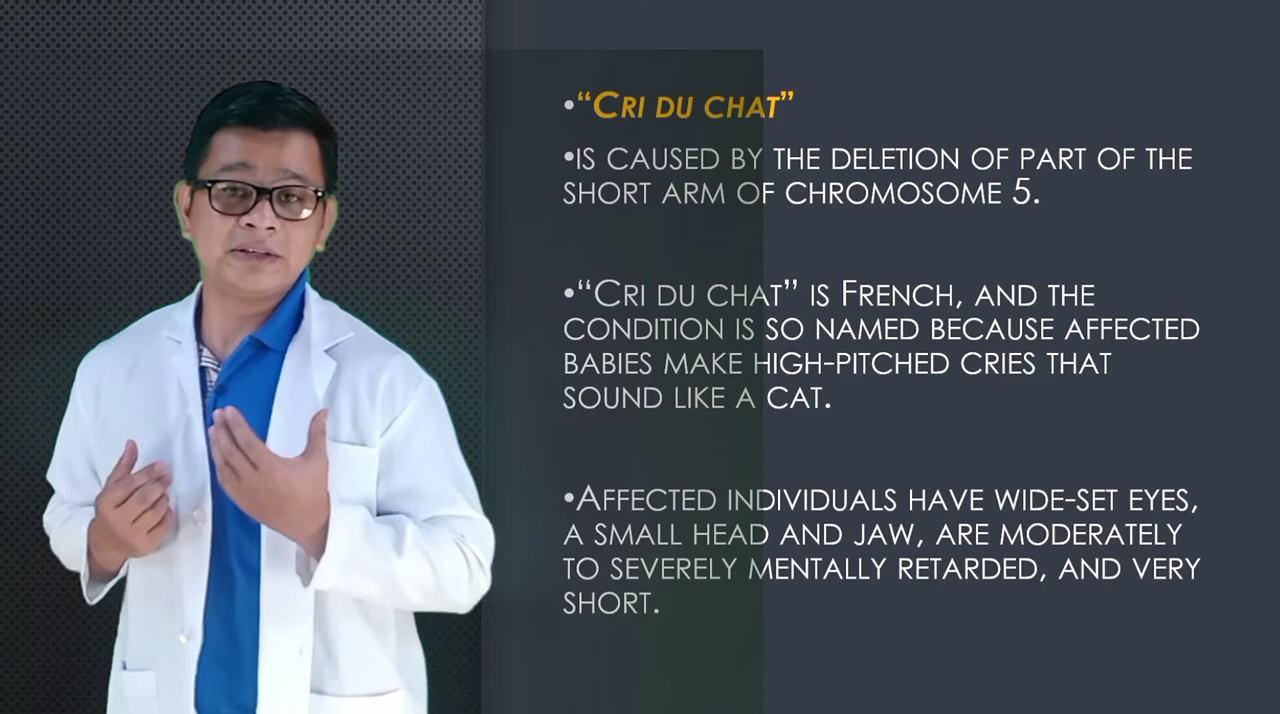 •“CRI DU CHAT”
•IS CAUSED BY THE DELETION OF PART OF THE
SHORT ARM OF CHROMOSOME 5.
•“CRI DU CHAT” IS FRENCH, AND THE
CONDITION IS SO NAMED BECAUSE AFFECTED
BABIES MAKE HIGH-PITCHED CRIES THAT
SOUND LIKE A CAT.
•AFFECTED INDIVIDUALS HAVE WIDE-SET EYES,
A SMALL HEAD AND JAW, ARE MODERATELY
TO SEVERELY MENTALLY RETARDED, AND VERY
SHORT.